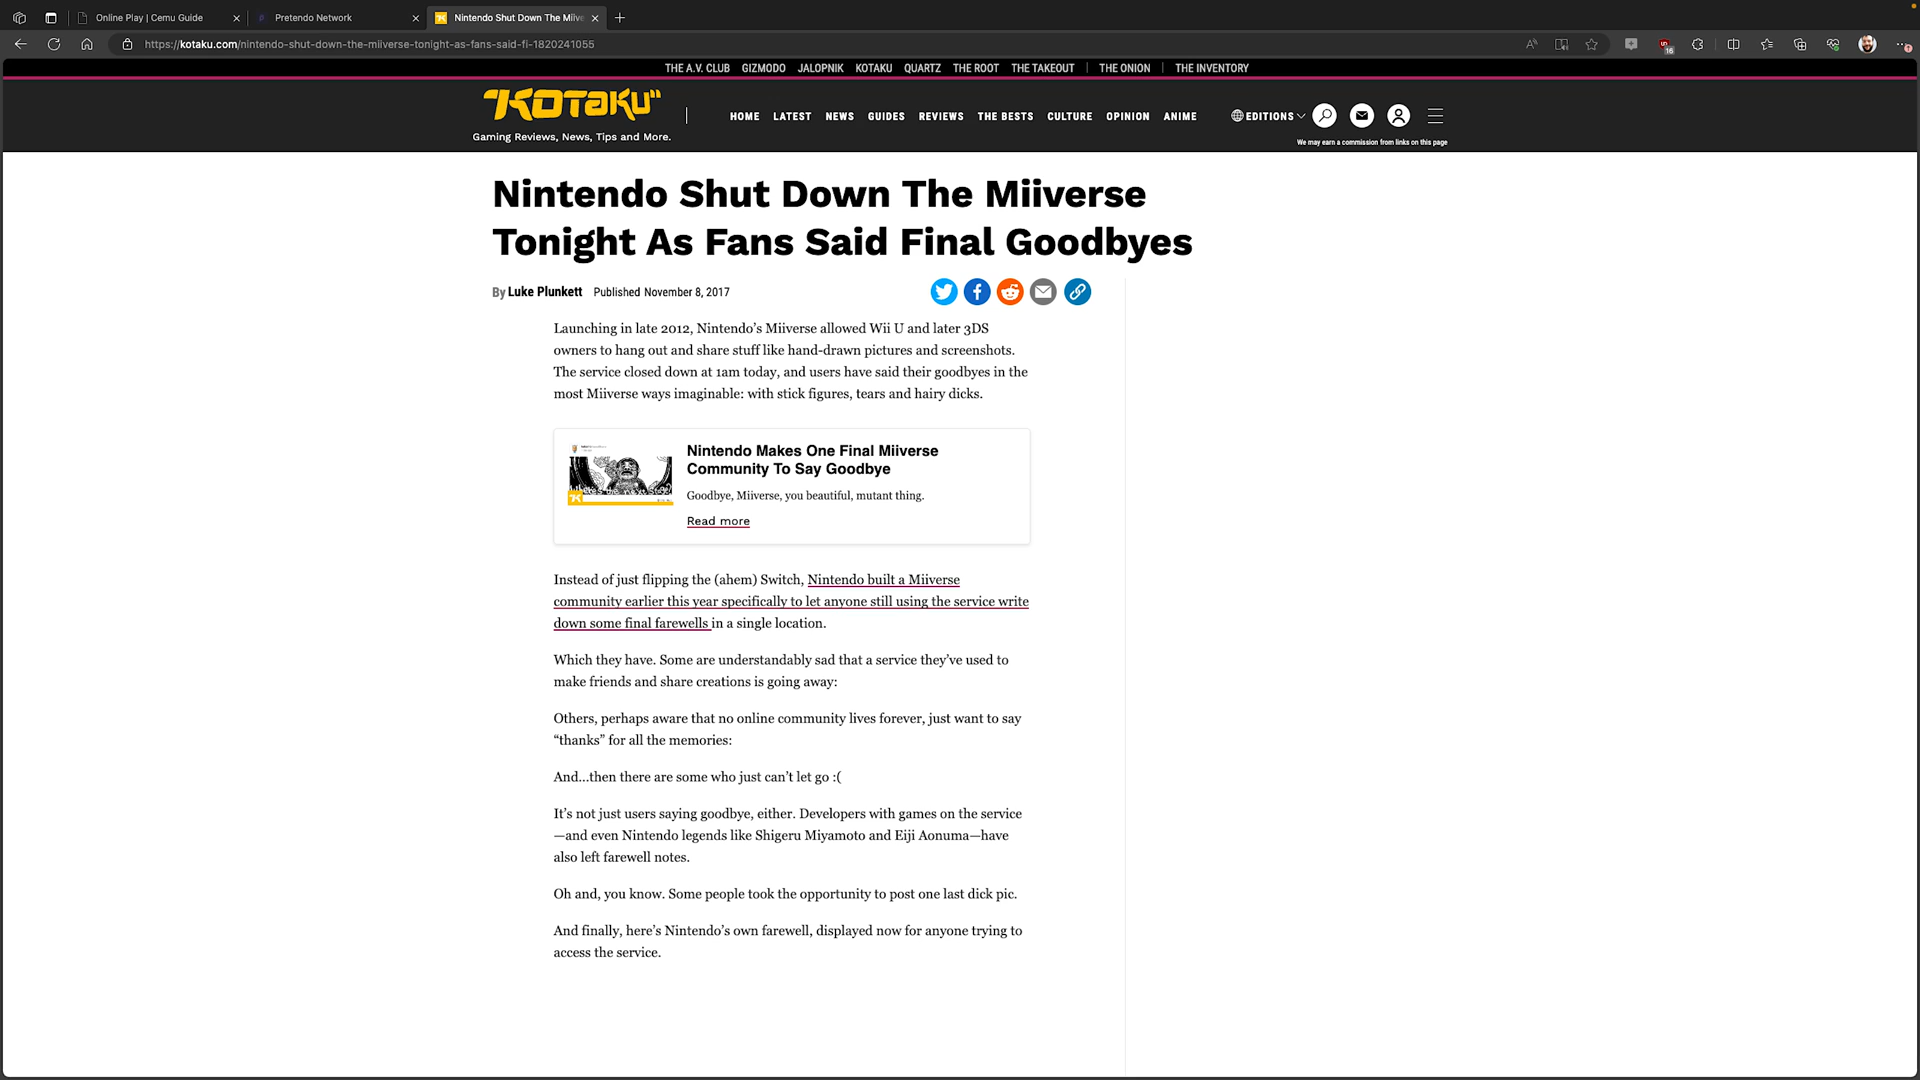 Online Play | Cemu Guide
Pretendo Network
Nintendo Shut Down The Miive
https://kotaku.com/nintendo-shut-down-the-miiverse-tonight-as-fans-said-fi-1820241055
16
THE A.V. CLUB GIZMODO JALOPNIK KOTAKU QUARTZ THE ROOT THE TAKEOUT | THE ONION | THE INVENTORY
KOTAKU
Gaming Reviews, News, Tips and More.
HOME LATEST NEWS GUIDES REVIEWS THE BESTS CULTURE OPINION ANIME
EDITIONS
We may earn a commission from links on this page
Nintendo Shut Down The Miiverse
Tonight As Fans Said Final Goodbyes
By Luke Plunkett Published November 8, 2017
Launching in late 2012, Nintendo’s Miiverse allowed Wii U and later 3DS
owners to hang out and share stuff like hand-drawn pictures and screenshots.
The service closed down at 1am today, and users have said their goodbyes in the
most Miiverse ways imaginable: with stick figures, tears and hairy dicks.
Nintendo Makes One Final Miiverse
Community To Say Goodbye
Goodbye, Miiverse, you beautiful, mutant thing.
Read more
Instead of just flipping the (ahem) Switch, Nintendo built a Miiverse
community earlier this year specifically to let anyone still using the service write
down some final farewells in a single location.
Which they have. Some are understandably sad that a service they’ve used to
make friends and share creations is going away:
Others, perhaps aware that no online community lives forever, just want to say
“thanks” for all the memories:
And...then there are some who just can’t let go :(
It’s not just users saying goodbye, either. Developers with games on the service
—and even Nintendo legends like Shigeru Miyamoto and Eiji Aonuma—have
also left farewell notes.
Oh and, you know. Some people took the opportunity to post one last dick pic.
And finally, here’s Nintendo’s own farewell, displayed now for anyone trying to
access the service.